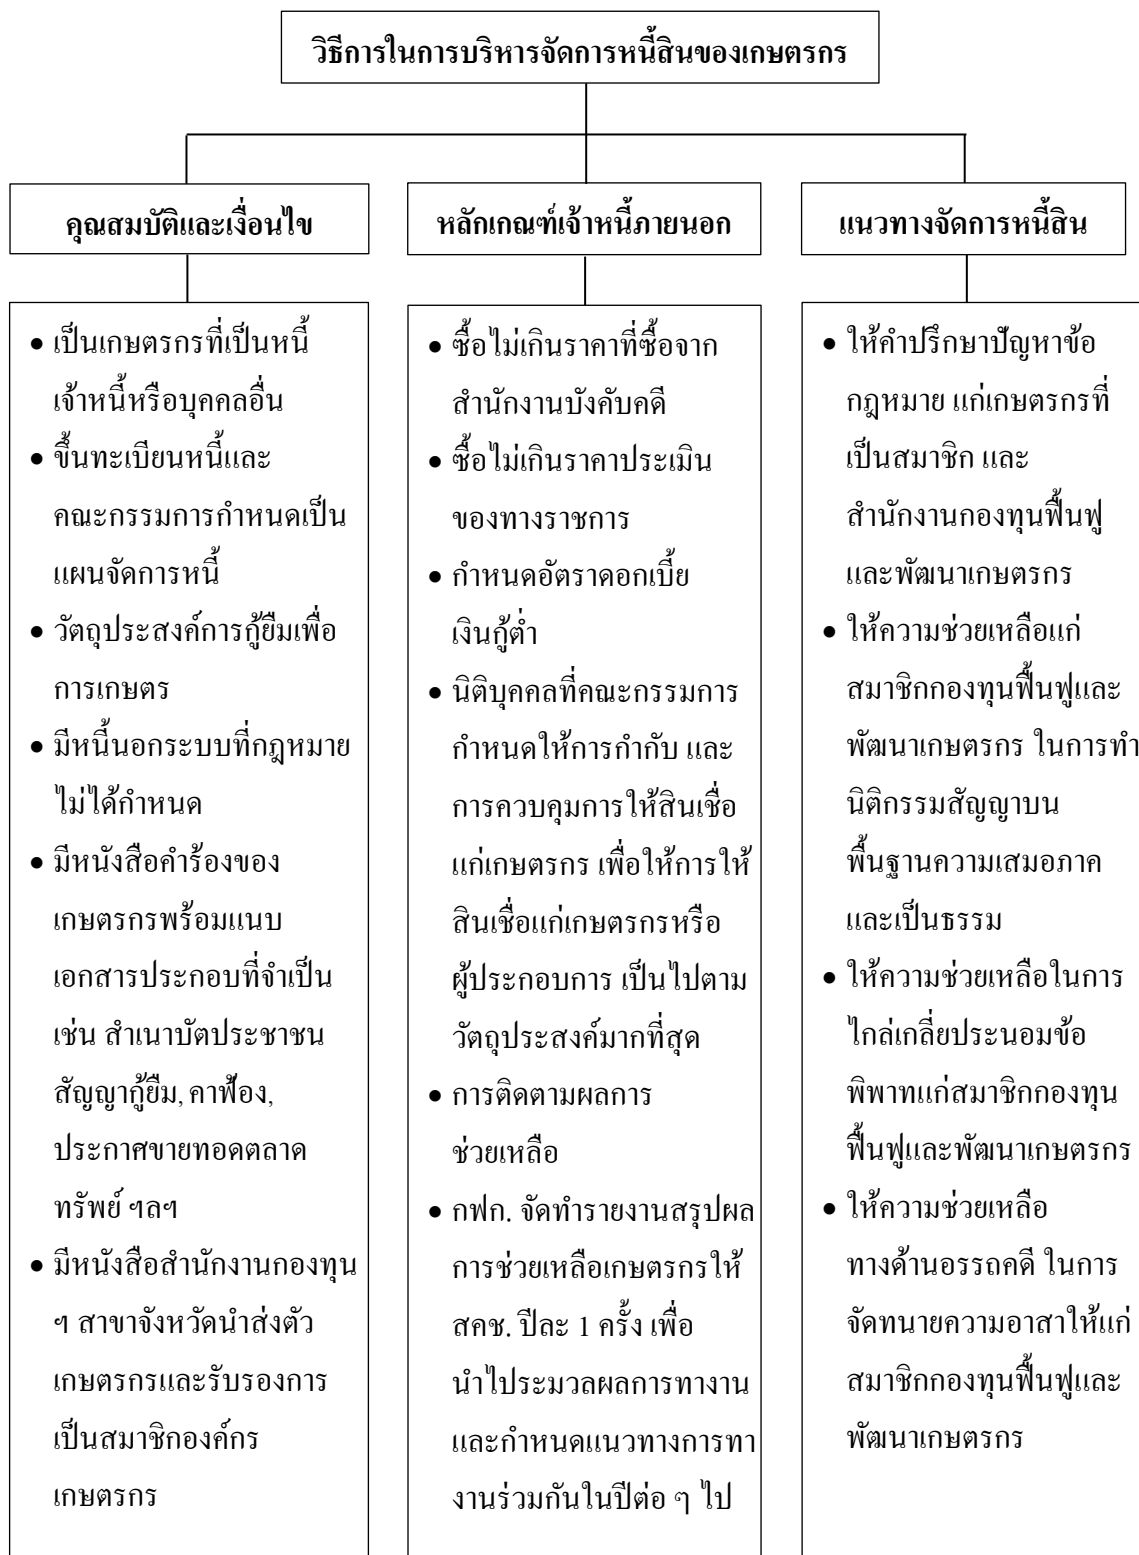 วิธีการในการบริหารจัดการหนี้สินของเกษตรกร
คุณสมบัติและเงื่อนไข
• เป็นเกษตรกรที่เป็นหนี้
เจ้าหนี้หรือบุคคลอื่น
• ขึ้นทะเบียนหนี้และ
คณะกรรมการกำหนดเป็น
แผนจัดการหนี้
• วัตถุประสงค์การกู้ยืมเพื่อ
การเกษตร
• มีหนี้นอกระบบที่กฎหมาย
ไม่ได้กำหนด
• มีหนังสือคำร้องของ
เกษตรกรพร้อมแนบ
เอกสารประกอบที่จำเป็น
เช่น สำเนาบัตประชาชน
สัญญากู้ยืม, คาฟ้อง,
ประกาศขายทอดตลาด
ทรัพย์ ฯลฯ
• มีหนังสือสำนักงานกองทุน
ฯ สาขาจังหวัดนำส่งตัว
เกษตรกรและรับรองการ
เป็นสมาชิกองค์กร
เกษตรกร
หลักเกณฑ์เจ้าหนี้ภายนอก
• ซื้อไม่เกินราคาที่ซื้อจาก
สำนักงานบังคับคดี
• ซื้อไม่เกินราคาประเมิน
ของทางราชการ
• กำหนดอัตราดอกเบี้ย
เงินกู้ต่ำ
• นิติบุคคลที่คณะกรรมการ
กำหนดให้การกำกับ และ
การควบคุมการให้สินเชื่อ
แก่เกษตรกร เพื่อให้การให้
สินเชื่อแก่เกษตรกรหรือ
ผู้ประกอบการ เป็นไปตาม
วัตถุประสงค์มากที่สุด
• การติดตามผลการ
ช่วยเหลือ
• กฟก. จัดทำรายงานสรุปผล
การช่วยเหลือเกษตรกรให้
สคช. ปีละ 1 ครั้ง เพื่อ
นำไประมวลผลการทางาน
และกำหนดแนวทางการทา
งานร่วมกันในปีต่อ ๆ ไป
แนวทางจัดการหนี้สิน
• ให้คำปรึกษาปัญหาข้อ
กฎหมาย แก่เกษตรกรที่
เป็นสมาชิก และ
สำนักงานกองทุนฟื้นฟู
และพัฒนาเกษตรกร
• ให้ความช่วยเหลือแก่
สมาชิกกองทุนฟื้นฟูและ
พัฒนาเกษตรกร ในการทำ
นิติกรรมสัญญาบน
พื้นฐานความเสมอภาค
และเป็นธรรม
• ให้ความช่วยเหลือในการ
ไกล่เกลี่ยประนอมข้อ
พิพาทแก่สมาชิกกองทุน
ฟื้นฟูและพัฒนาเกษตรกร
• ให้ความช่วยเหลือ
ทางด้านอรรถคดี ในการ
จัดทนายความอาสาให้แก่
สมาชิกกองทุนฟื้นฟูและ
พัฒนาเกษตรกร